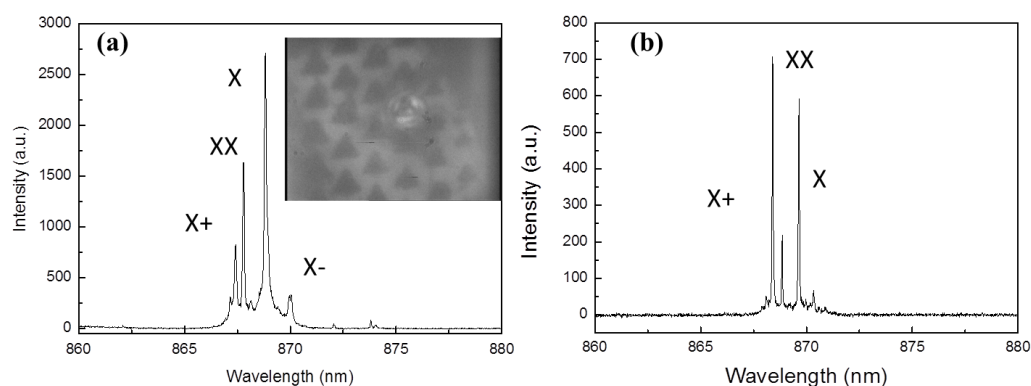 (a)
3000
2500
2000
1500
1000
500
0
Intensity (a.u.)
X
XX
X+
X-
860
865
870
875
880
Wavelength (nm)
(b)
800
700
600
500
400
300
200
100
0
Intensity (a.u.)
XX
X+
X
860
865
870
875
880
Wavelength (nm)